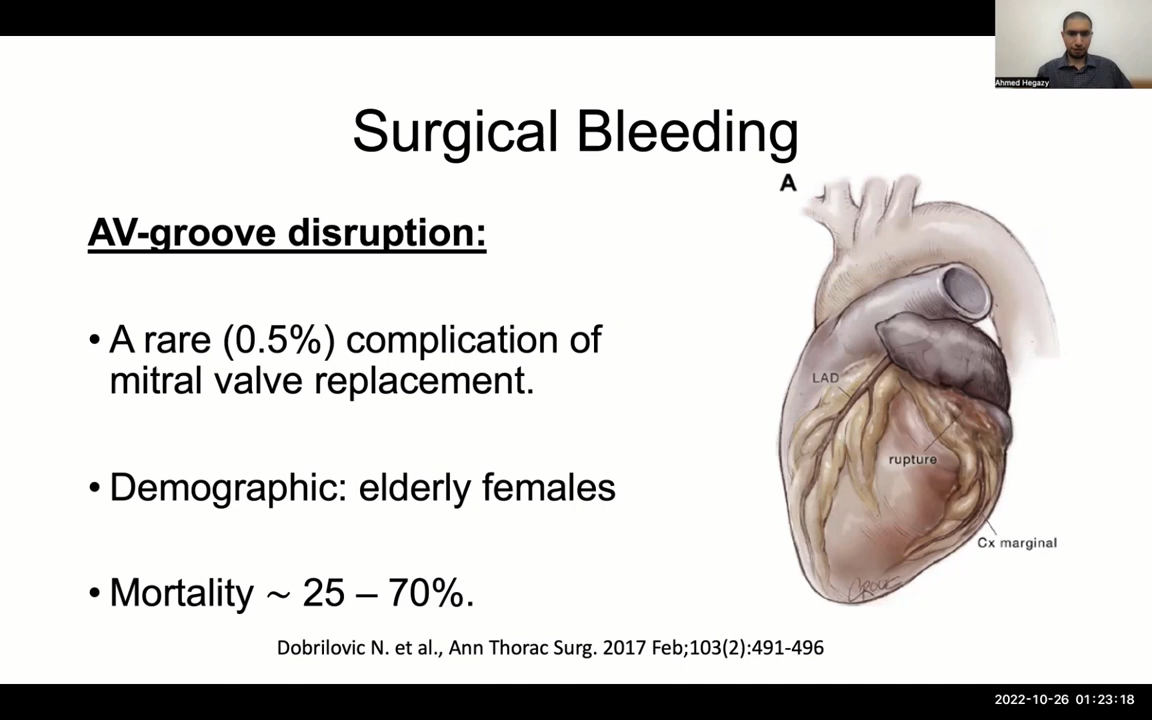 Ahmed Hegazy
Surgical Bleeding
A
AV-groove disruption:
• A rare (0.5%) complication of
mitral valve replacement.
• Demographic: elderly females
• Mortality ~ 25 – 70%.
LAD
rupture
Cx marginal
Dobrilovic N. et al., Ann Thorac Surg. 2017 Feb;103(2):491-496
2022-10-26 01:23:18